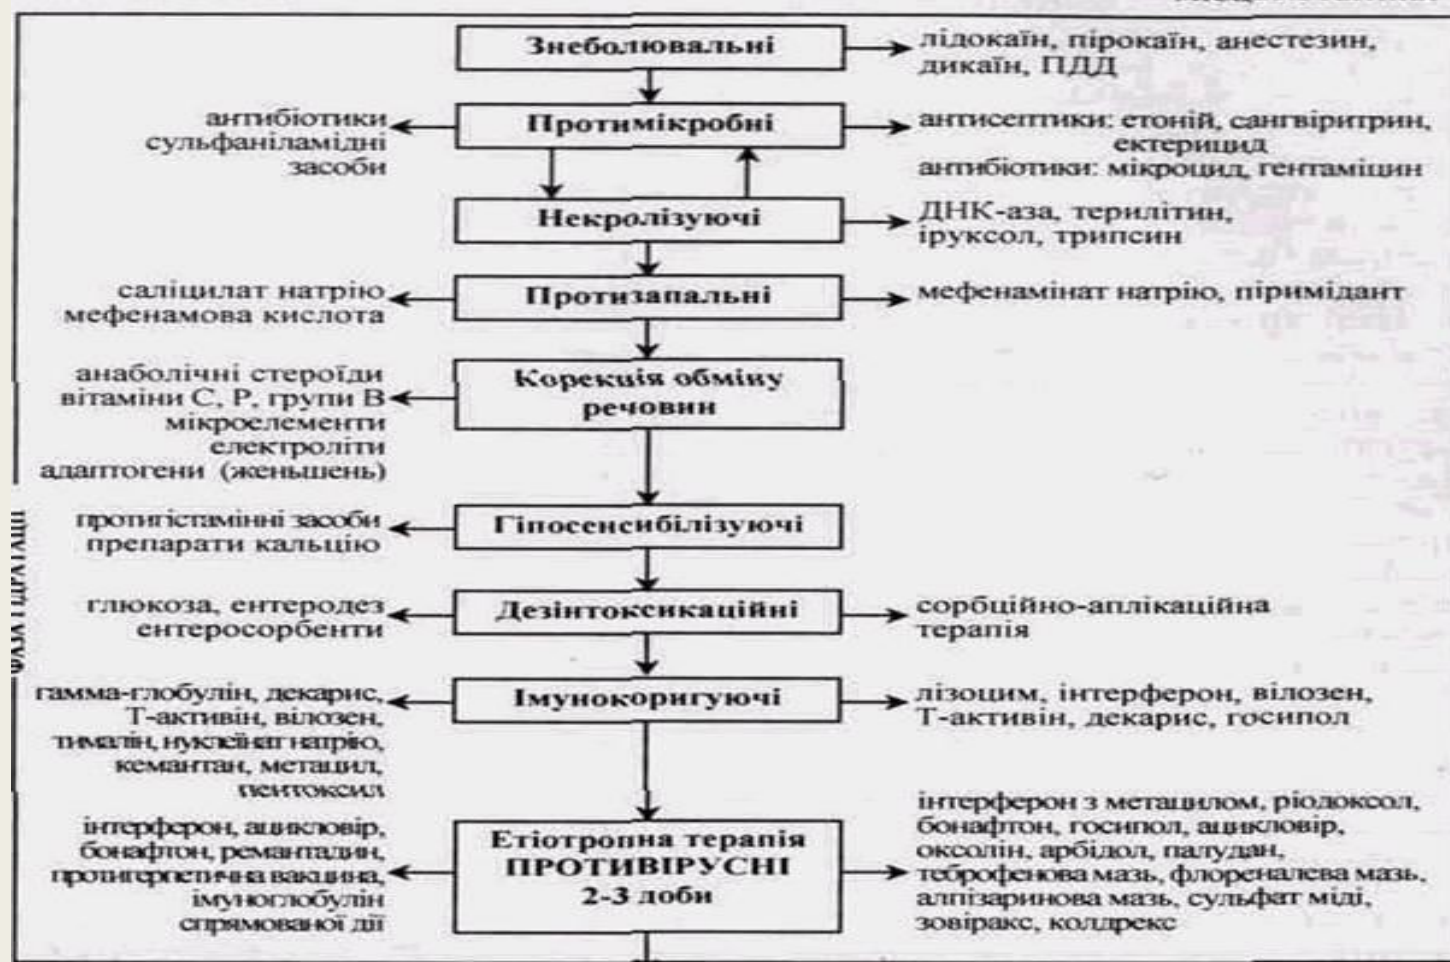 Знеболювальні
лідокаїн, пірокаїн, анестезин,
дикаїн, ПДД
антибіотики
сульфаніламідні
засоби
Протимікробні
антисептики: етоній, сангвіритрин,
ектерицид
антибіотики: мікроцид, гентаміцин
Некролізуючі
ДНК-аза, терилітин,
іруксол, трипсин
саліцилат натрію
мефенамова кислота
Протизапальні
мефенамінат натрію, піримідант
анаболічні стероїди
вітаміни С, Р, групи В
мікроелементи
електроліти
адаптогени (женьшень)
Корекція обміну
речовин
протигістамінні засоби
препарати кальцію
Гіпосенсибілізуючі
ФАЗА ГІДРАТАЦІЇ
глюкоза, ентеродез
ентеросорбенти
Дезінтоксикаційні
сорбційно-аплікаційна
терапія
гамма-глобулін, декарис,
Т-активін, вілозен,
тималін, нуклеїнат натрію,
кемантан, метацил,
пентоксил
Імунокоригуючі
лізоцим, інтерферон, вілозен,
Т-активін, декарис, госипол
інтерферон, ацикловір,
бонафтон, ремантадин,
протигерпетична вакцина,
імуноглобулін
спрямованої дії
Етіотропна терапія
ПРОТИВІРУСНІ
2-3 доби
інтерферон з метацилом, ріодоксол,
бонафтон, госипол, ацикловір,
оксолін, арбідол, палудан,
теброфенова мазь, флореналева мазь,
алпізаринова мазь, сульфат міді,
зовіракс, колдрекс